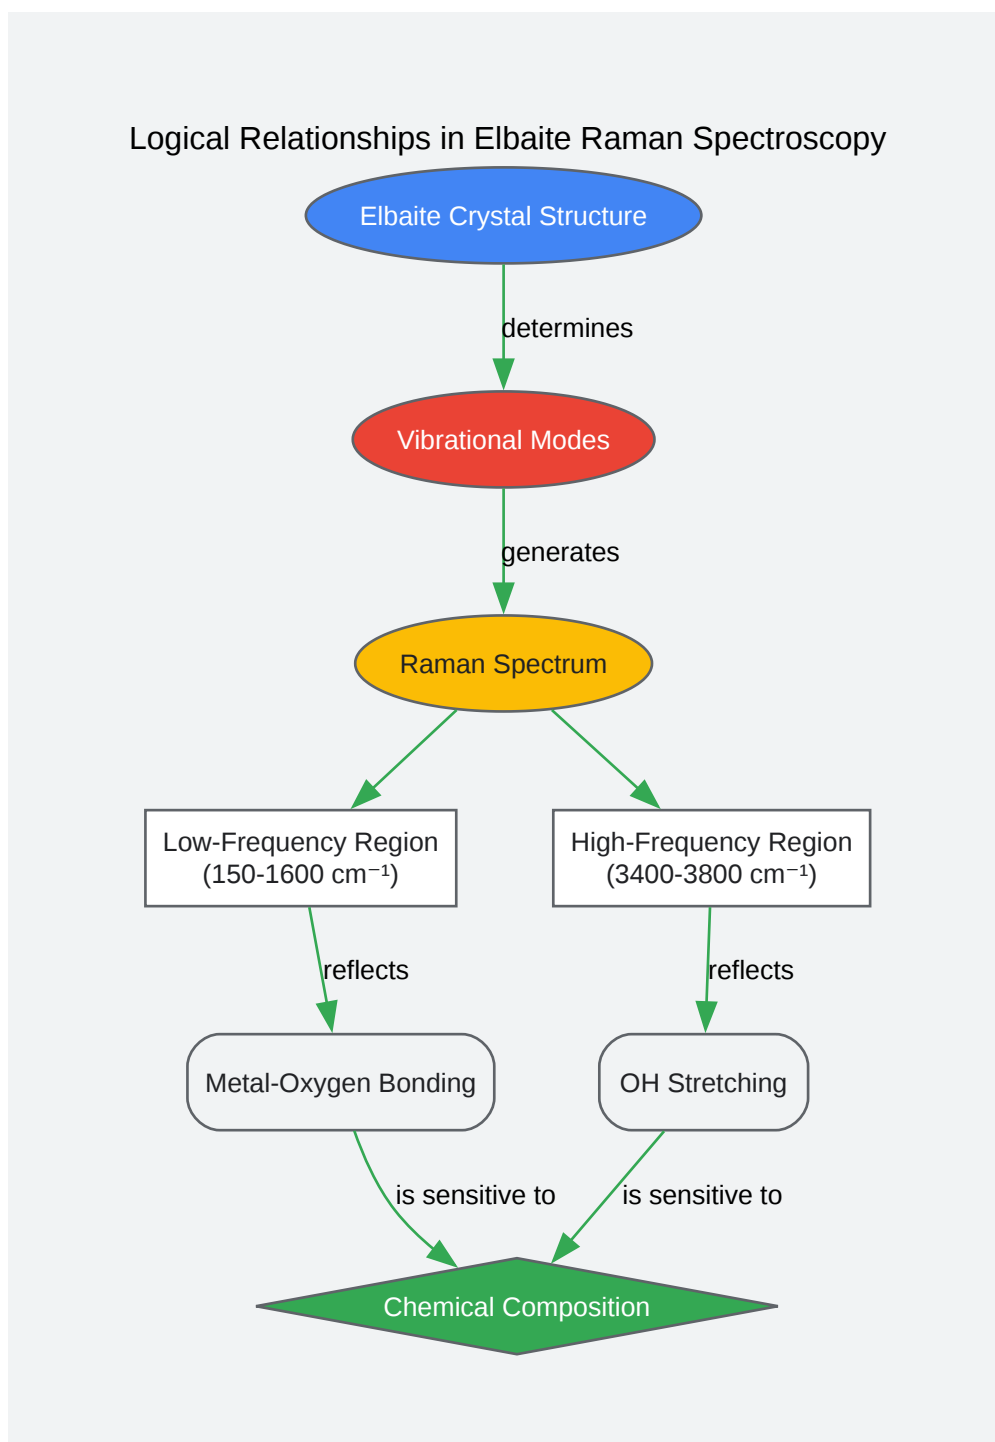 Logical Relationships in Elbaite Raman Spectroscopy
Elbaite Crystal Structure
determines
Vibrational Modes
generates
Raman Spectrum
Low-Frequency Region
(150-1600 cm⁻¹)
High-Frequency Region
(3400-3800 cm⁻¹)
reflects
reflects
Metal-Oxygen Bonding
OH Stretching
is sensitive to
is sensitive to
Chemical Composition